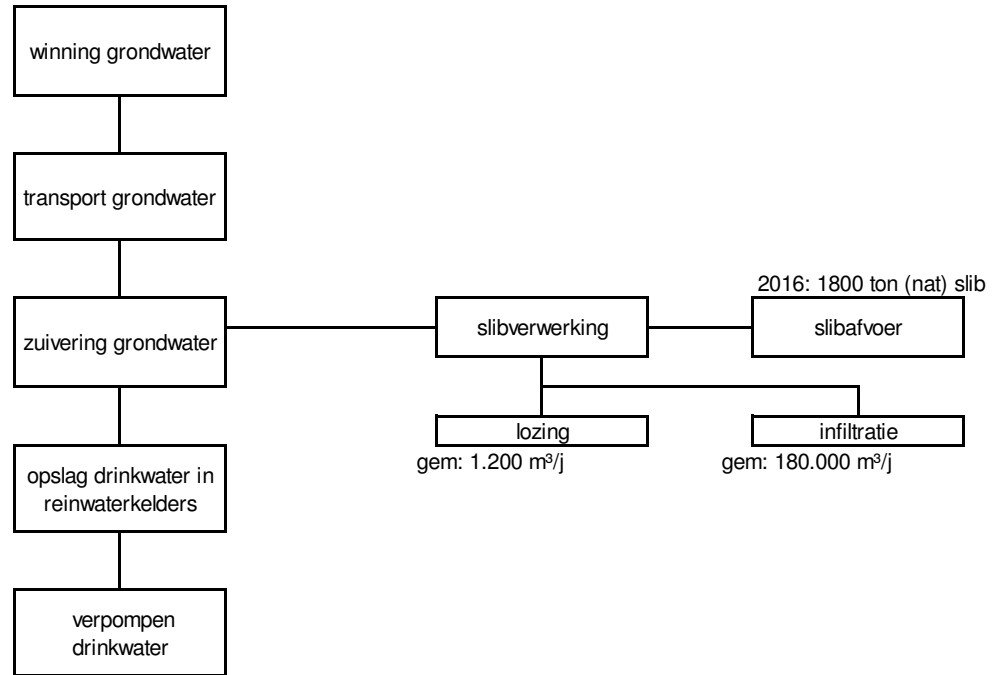 winning grondwater
transport grondwater
2016: 1800 ton (nat) slib
zuivering grondwater
slibverwerking
slibafvoer
lozing
infiltratie
gem: 1.200 m³/j
gem: 180.000 m³/j
opslag drinkwater in
reinwaterkelders
verpompen
drinkwater